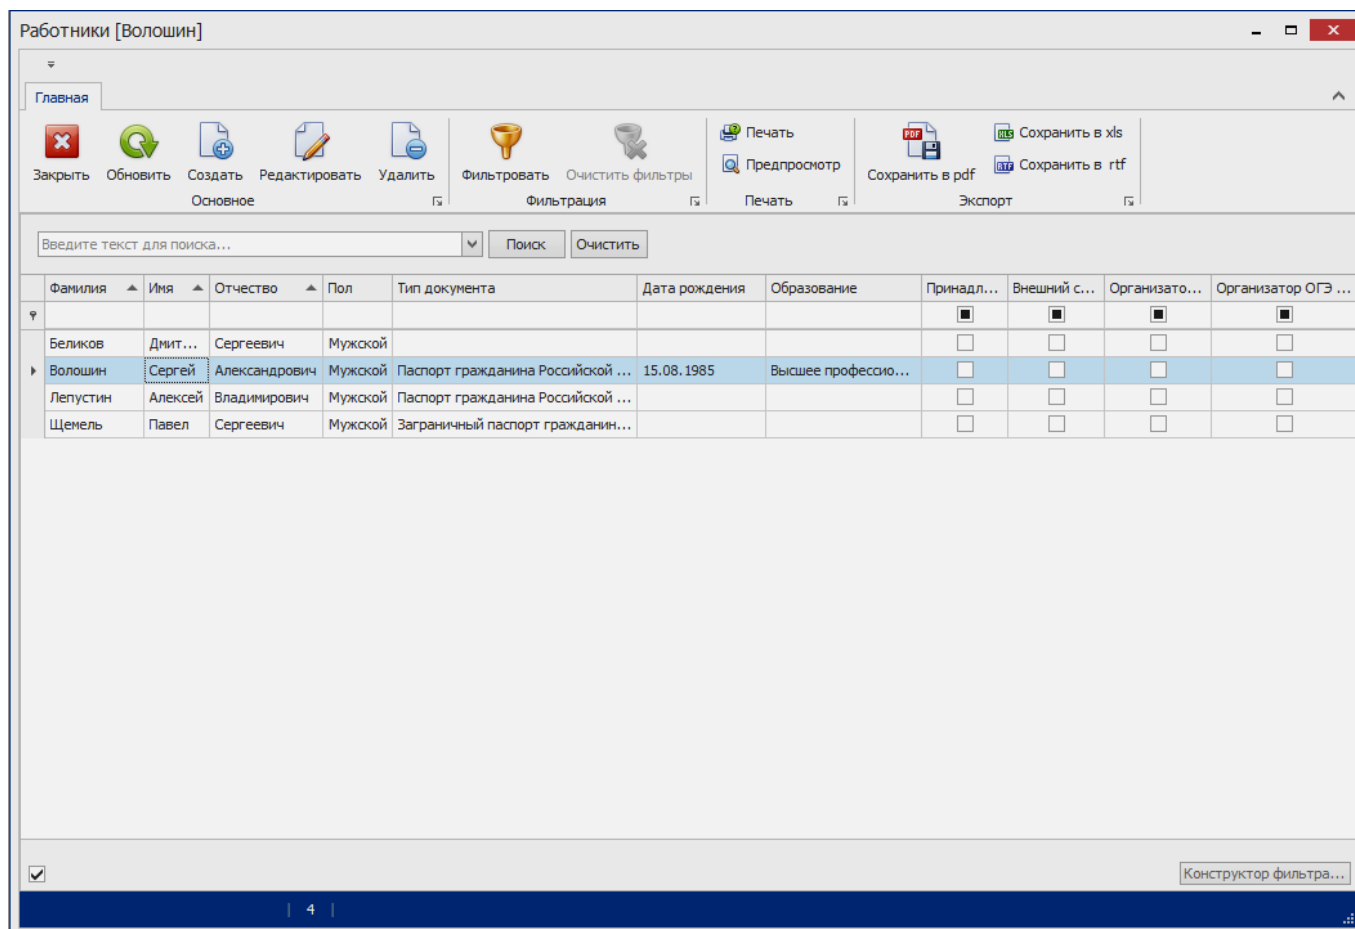 Работники [Волошин]
Главная
Закрыть Обновить Создать Редактировать Удалить Фильтровать Очистить фильтры Печать Предпросмотр Сохранить в pdf Сохранить в xls Сохранить в rtf
Основное Фильтрация Печать Экспорт
Введите текст для поиска... Поиск Очистить
Фамилия Имя Отчество Пол Тип документа Дата рождения Образование Принадл... Внешний с... Организато... Организатор ОГЭ ...
Беликов Дмит... Сергеевич Мужской
Волошин Сергей Александрович Мужской Паспорт гражданина Российской ... 15.08.1985 Высшее профессио...
Лепустин Алексей Владимирович Мужской Паспорт гражданина Российской ...
Щемель Павел Сергеевич Мужской Заграничный паспорт гражданин...
Конструктор фильтра...
4